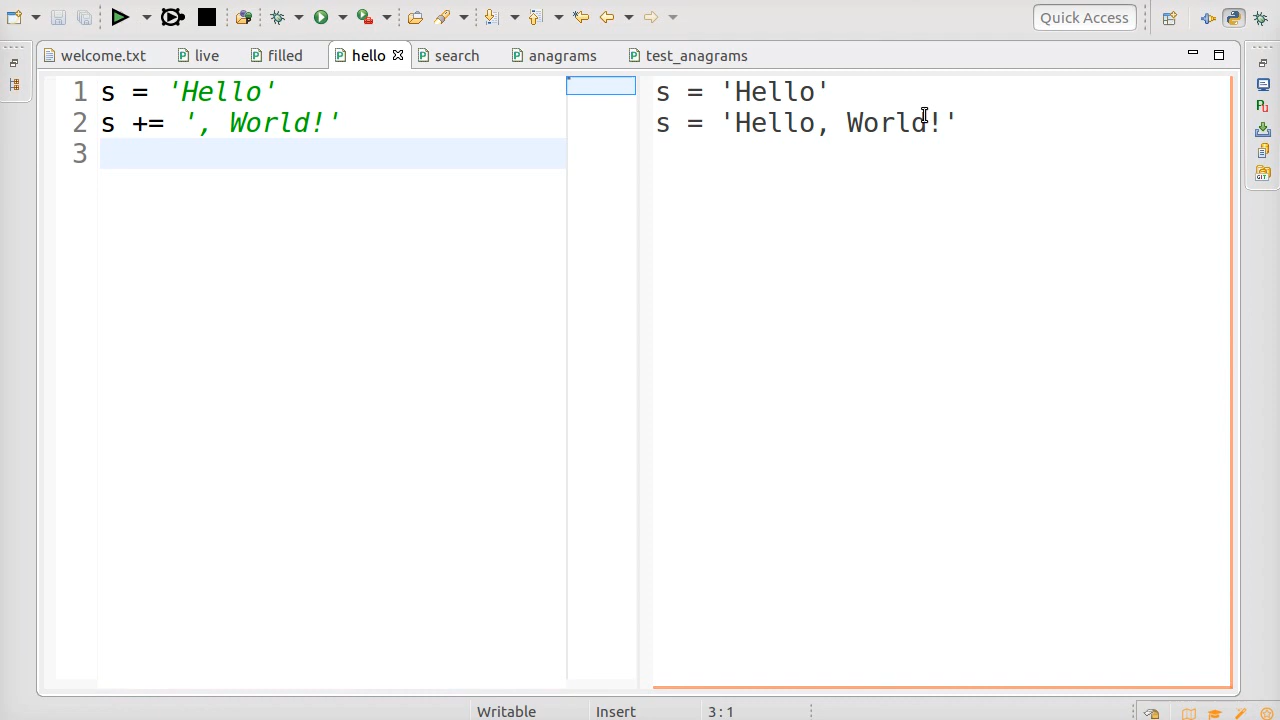 Quick Access
welcome.txt live filled hello search anagrams test_anagrams
1 s = 'Hello'
2 s += ', World!'
3
s = 'Hello'
s = 'Hello, World!'
Writable Insert 3:1